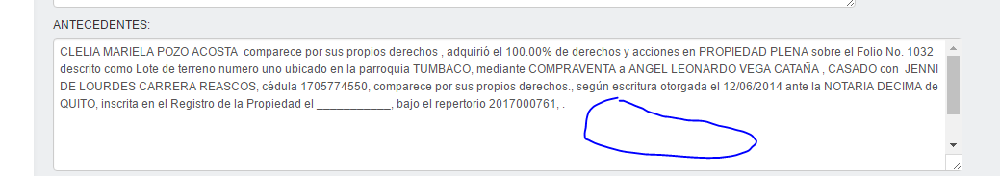 ANTECEDENTES:
CLELIA MARIELA POZO ACOSTA  comparece por sus propios derechos , adquirió el 100.00% de derechos y acciones en PROPIEDAD PLENA sobre el Folio No. 1032
descrito como Lote de terreno numero uno ubicado en la parroquia TUMBACO, mediante COMPRAVENTA a ANGEL LEONARDO VEGA CATAÑA , CASADO con  JENNI
DE LOURDES CARRERA REASCOS, cédula 1705774550, comparece por sus propios derechos., según escritura otorgada el 12/06/2014 ante la NOTARIA DECIMA de
QUITO, inscrita en el Registro de la Propiedad el ___________, bajo el repertorio 2017000761, .